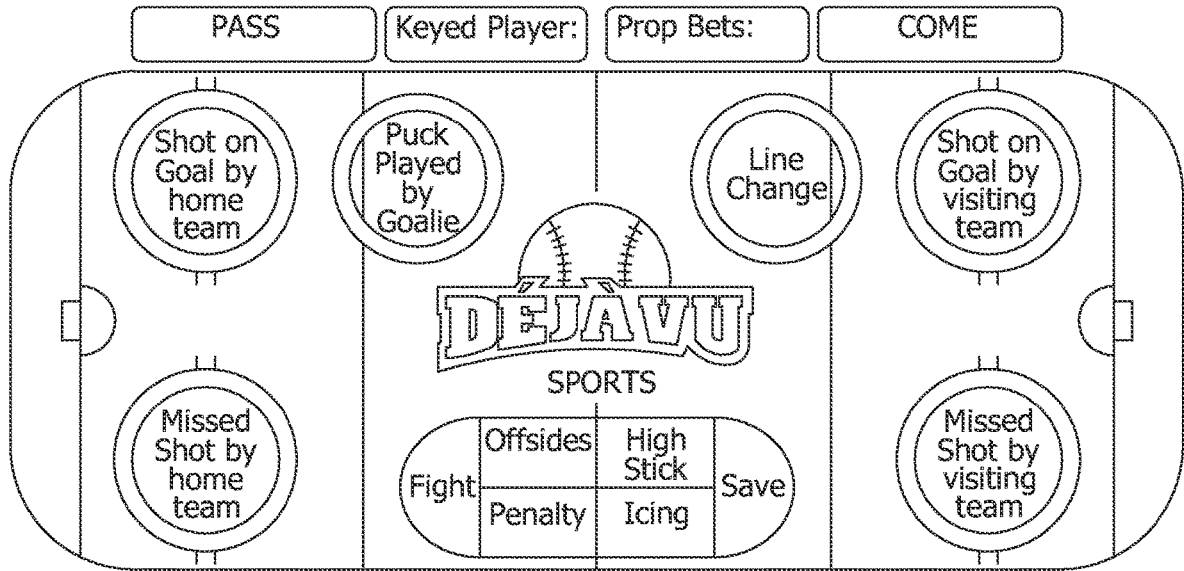 PASS
Keyed Player:
Prop Bets:
COME
Shot on
Goal by
home
team
Puck
Played
by
Goalie
Line
Change
Shot on
Goal by
visiting
team
DÉJÀVU
SPORTS
Missed
Shot by
home
team
Fight
Offsides
High
Stick
Penalty
Icing
Save
Missed
Shot by
visiting
team